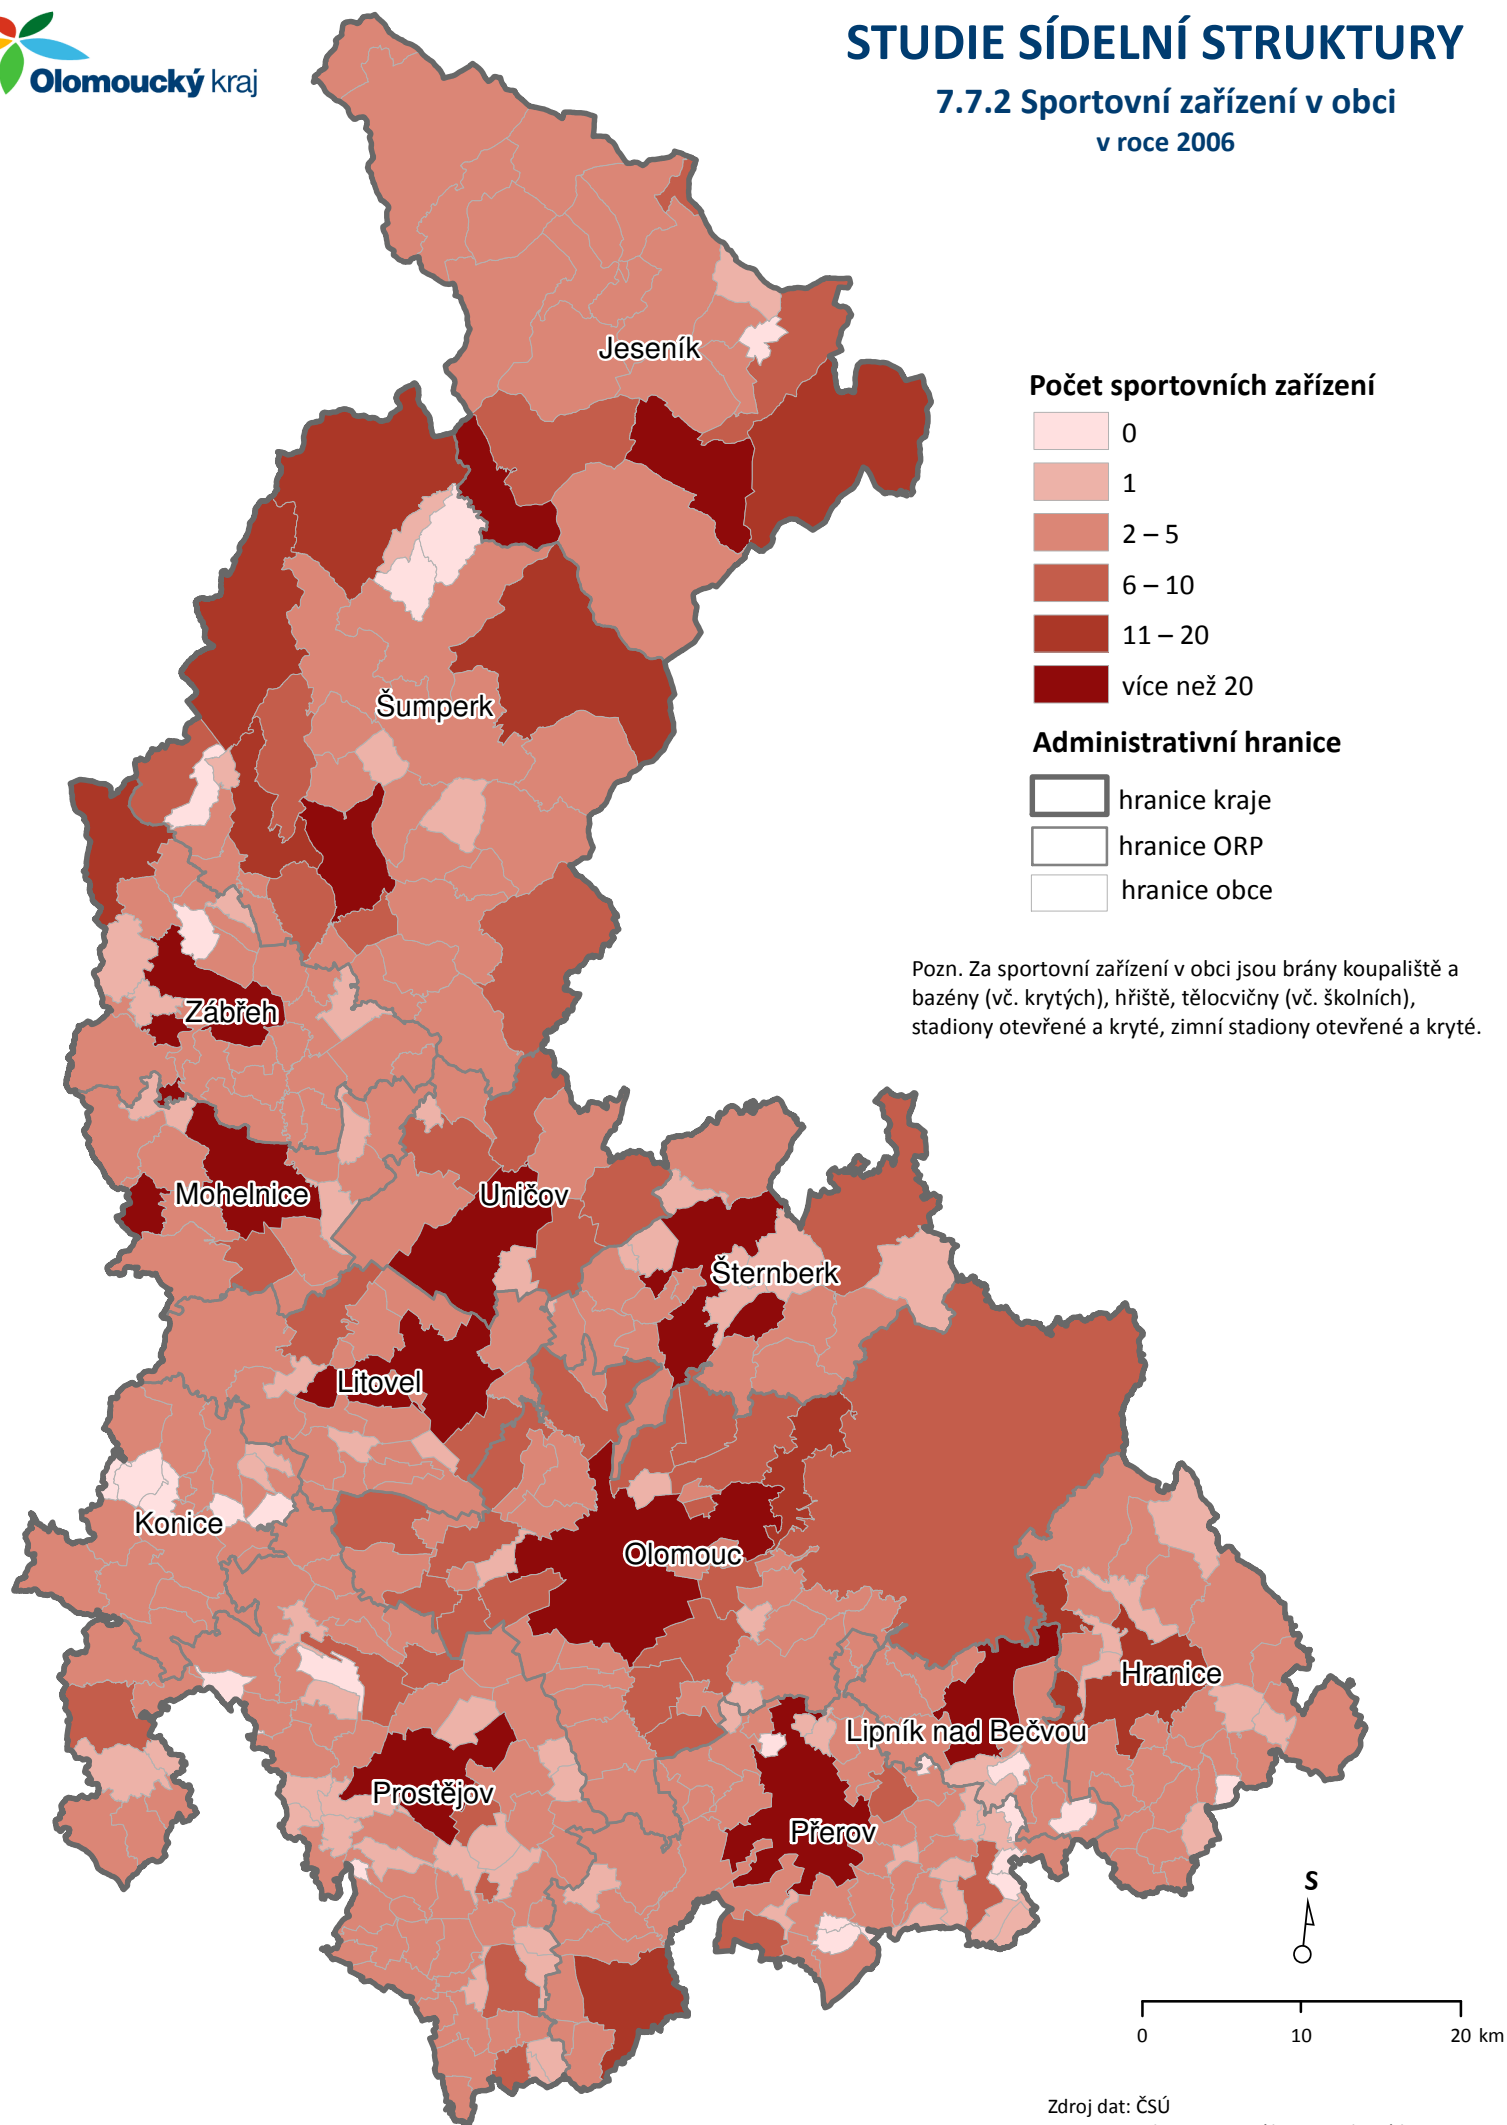 Olomoucký kraj
STUDIE SÍDELNÍ STRUKTURY
7.7.2 Sportovní zařízení v obci
v roce 2006
Jeseník
Počet sportovních zařízení
0
1
2 – 5
6 – 10
11 – 20
více než 20
Administrativní hranice
hranice kraje
hranice ORP
hranice obce
Pozn. Za sportovní zařízení v obci jsou brány koupaliště a
bazény (vč. krytých), hřiště, tělocvičny (vč. školních),
stadiony otevřené a kryté, zimní stadiony otevřené a kryté.
Šumperk
Zábřeh
Mohelnice
Uničov
Šternberk
Litovel
Konice
Olomouc
Hranice
Lipník nad Bečvou
Prostějov
Přerov
S
0 10 20 km
Zdroj dat: ČSÚ